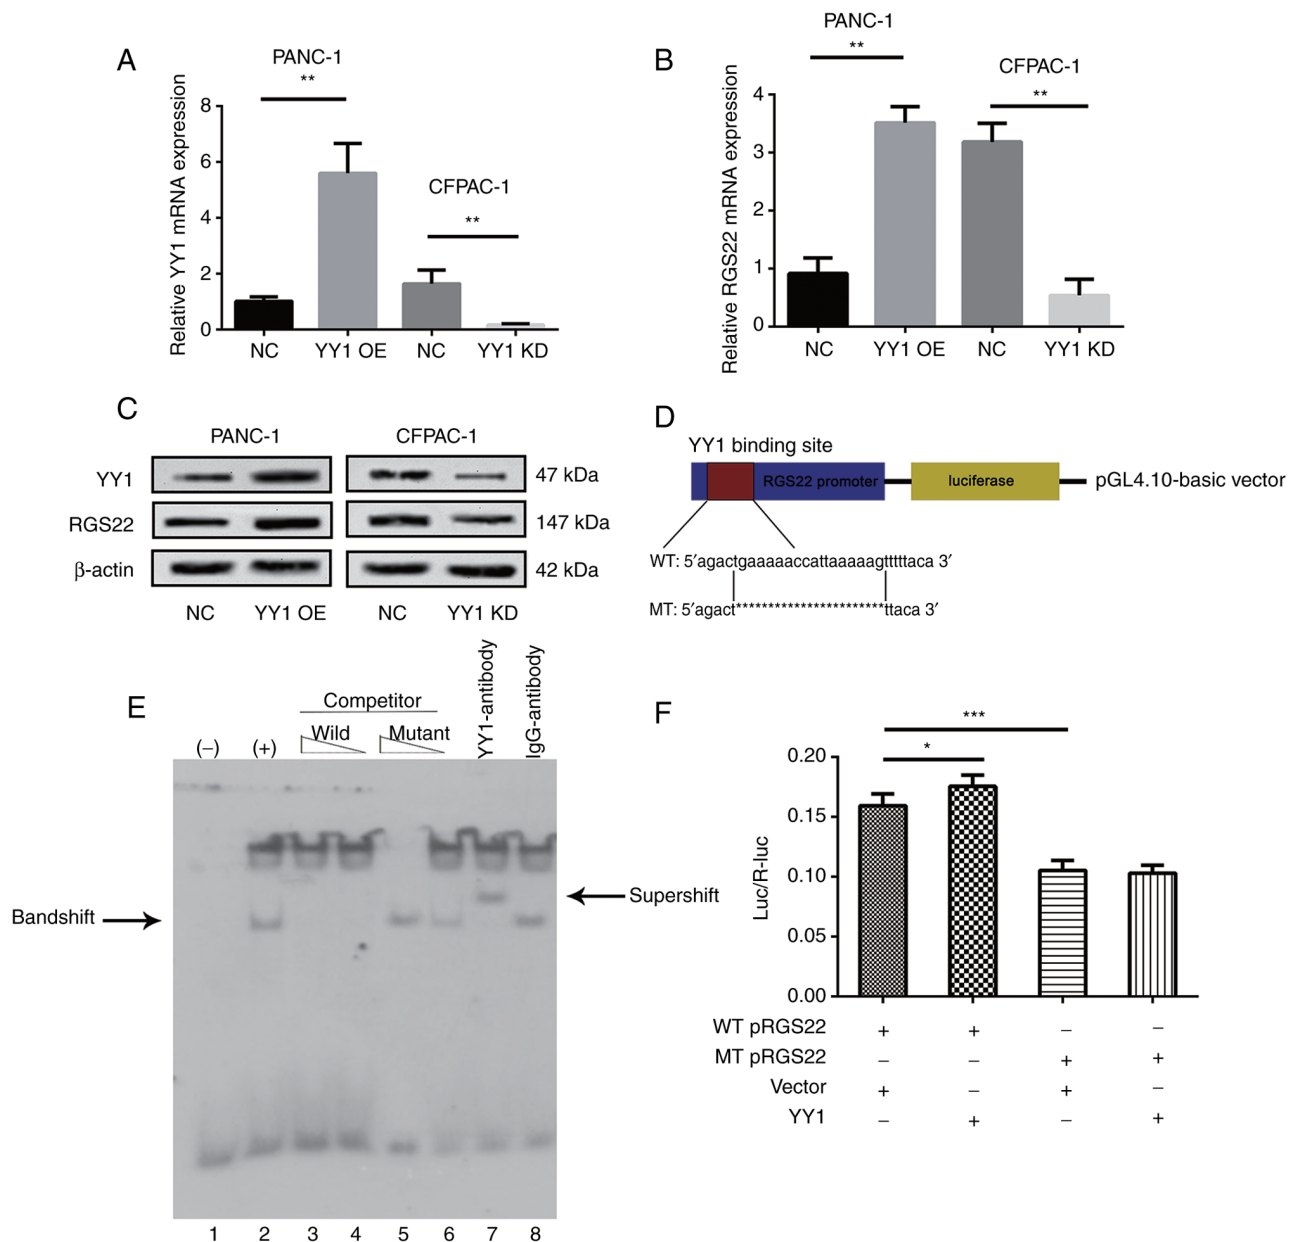 A
PANC-1
**
CFPAC-1
**
Relative YY1 mRNA expression
8
6
4
2
0
NC
YY1 OE
NC
YY1 KD
B
PANC-1
**
CFPAC-1
**
Relative RGS22 mRNA expression
4
3
2
1
0
NC
YY1 OE
NC
YY1 KD
C
PANC-1
CFPAC-1
YY1
47 kDa
RGS22
147 kDa
β-actin
42 kDa
NC
YY1 OE
NC
YY1 KD
D
YY1 binding site
RGS22 promoter
luciferase
pGL4.10-basic vector
WT: 5′agactgaaaaaccattaaaaagtttttaca 3′
MT: 5′agact***********************ttaca 3′
E
Competitor
(–)
(+)
Wild
Mutant
YY1-antibody
IgG-antibody
Bandshift
Supershift
1
2
3
4
5
6
7
8
F
***
*
Luc/R-luc
0.20
0.15
0.10
0.05
0.00
WT pRGS22 + + – –
MT pRGS22 – – + +
Vector + – + –
YY1 – + – +